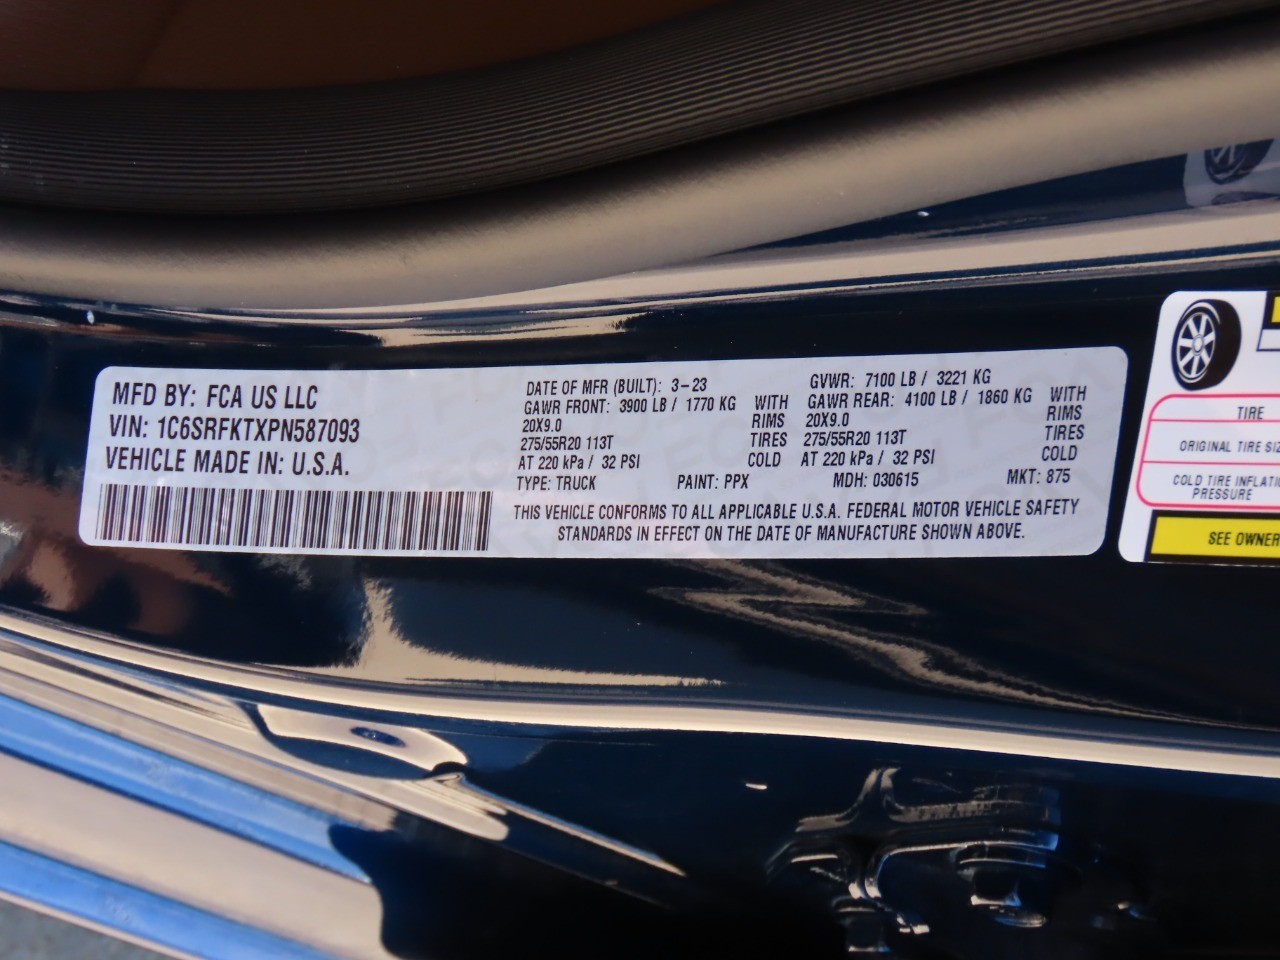 MFD BY: FCA US LLC
VIN: 1C6SRFKTXPN587093
VEHICLE MADE IN: U.S.A.
DATE OF MFR (BUILT): 3-23
GAWR FRONT: 3900 LB / 1770 KG WITH
20X9.0 RIMS
275/55R20 113T TIRES
AT 220 kPa / 32 PSI COLD
TYPE: TRUCK PAINT: PPX
GVWR: 7100 LB / 3221 KG
GAWR REAR: 4100 LB / 1860 KG WITH
20X9.0 RIMS
275/55R20 113T TIRES
AT 220 kPa / 32 PSI COLD
MDH: 030615 MKT: 875
THIS VEHICLE CONFORMS TO ALL APPLICABLE U.S.A. FEDERAL MOTOR VEHICLE SAFETY
STANDARDS IN EFFECT ON THE DATE OF MANUFACTURE SHOWN ABOVE.
TIRE
ORIGINAL TIRE SIZ
COLD TIRE INFLATI
PRESSURE
SEE OWNER